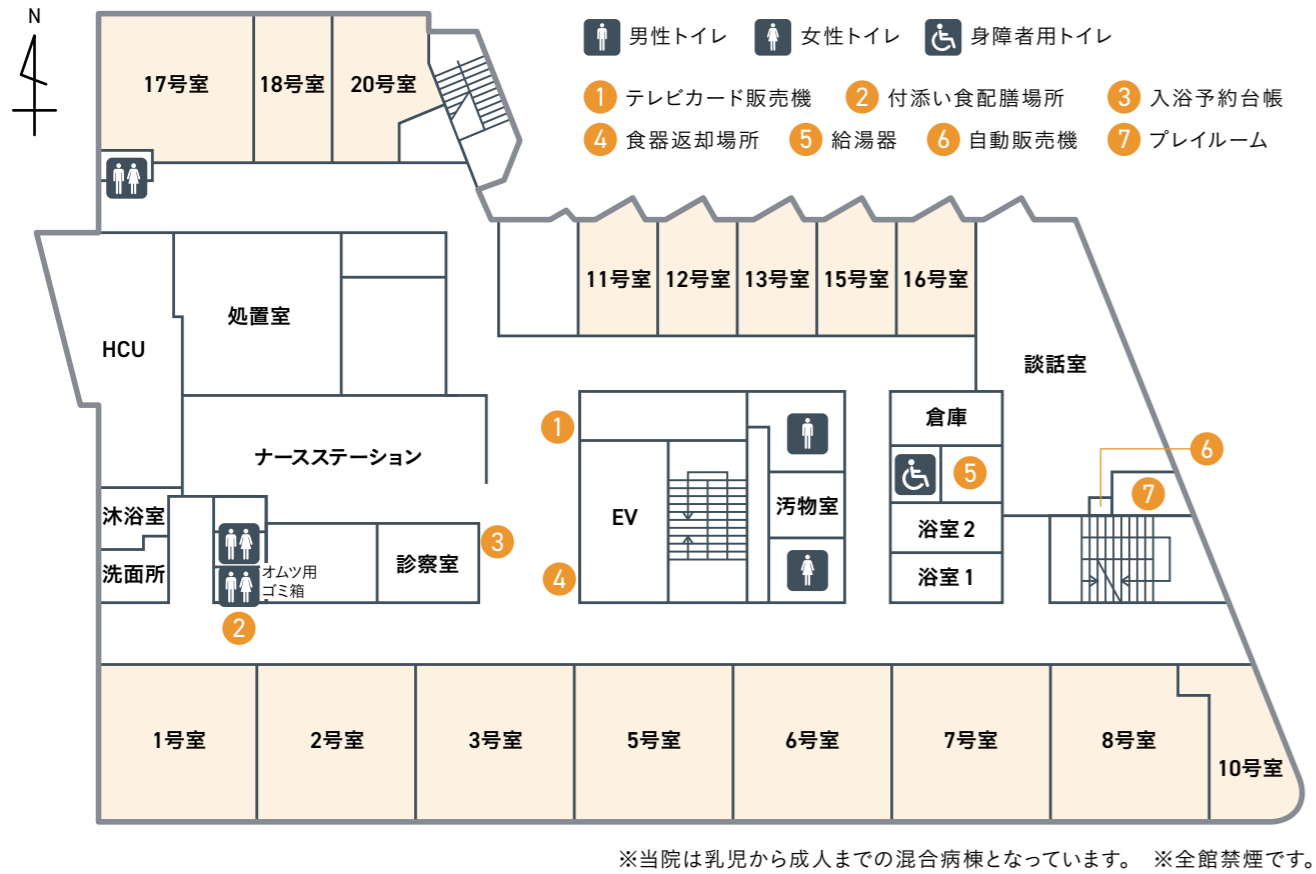 N
男性トイレ 女性トイレ 身障者用トイレ
1 テレビカード販売機 2 付添い食配膳場所 3 入浴予約台帳
4 食器返却場所 5 給湯器 6 自動販売機 7 プレイルーム
17号室 18号室 20号室
11号室 12号室 13号室 15号室 16号室
処置室
HCU
談話室
倉庫
1
ナースステーション
6
5
7
沐浴室
汚物室
EV
浴室2
3
診察室
洗面所
オムツ用
ゴミ箱
4
浴室1
2
1号室 2号室 3号室 5号室 6号室 7号室 8号室
10号室
※当院は乳児から成人までの混合病棟となっています。 ※全館禁煙です。